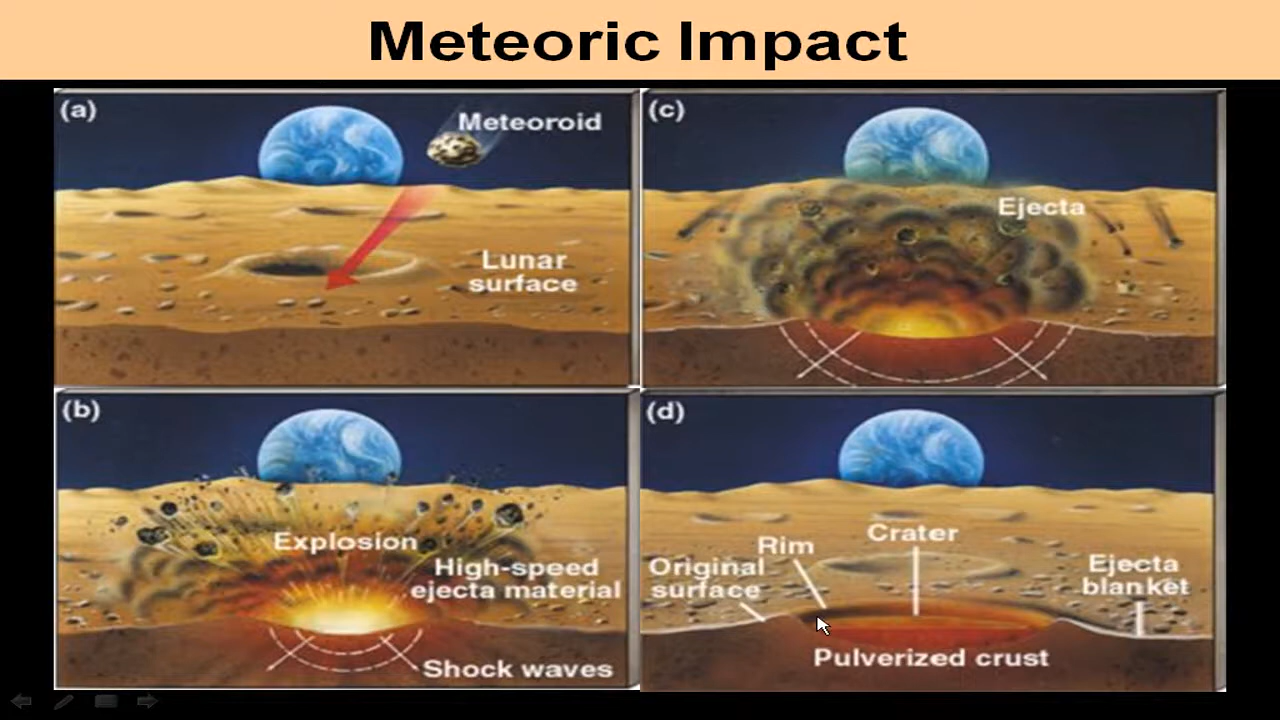 Meteoric Impact
(a)
Meteoroid
Lunar
surface
(b)
Explosion
High-speed
ejecta material
Shock waves
(c)
Ejecta
(d)
Crater
Rim
Original
surface
Ejecta
blanket
Pulverized crust